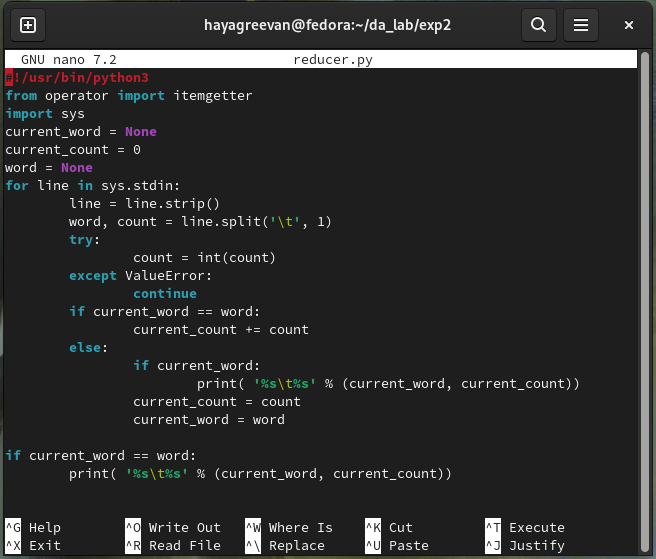 hayagreevan@fedora:~/da_lab/exp2
GNU nano 7.2 reducer.py
#!/usr/bin/python3
from operator import itemgetter
import sys
current_word = None
current_count = 0
word = None
for line in sys.stdin:
        line = line.strip()
        word, count = line.split('\t', 1)
        try:
                count = int(count)
        except ValueError:
                continue
        if current_word == word:
                current_count += count
        else:
                if current_word:
                        print( '%s\t%s' % (current_word, current_count))
                current_count = count
                current_word = word

if current_word == word:
        print( '%s\t%s' % (current_word, current_count))
^G Help ^O Write Out ^W Where Is ^K Cut ^T Execute
^X Exit ^R Read File ^\ Replace ^U Paste ^J Justify